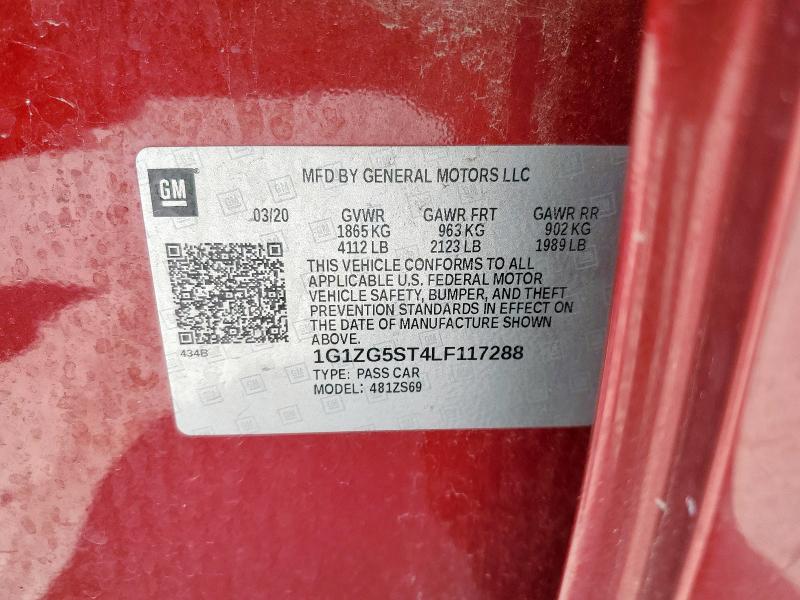 GM
MFD BY GENERAL MOTORS LLC
03/20 GVWR GAWR FRT GAWR RR
1865 KG 963 KG 902 KG
4112 LB 2123 LB 1989 LB
THIS VEHICLE CONFORMS TO ALL
APPLICABLE U.S. FEDERAL MOTOR
VEHICLE SAFETY, BUMPER, AND THEFT
PREVENTION STANDARDS IN EFFECT ON
THE DATE OF MANUFACTURE SHOWN
ABOVE.
434B
1G1ZG5ST4LF117288
TYPE: PASS CAR
MODEL: 481ZS69